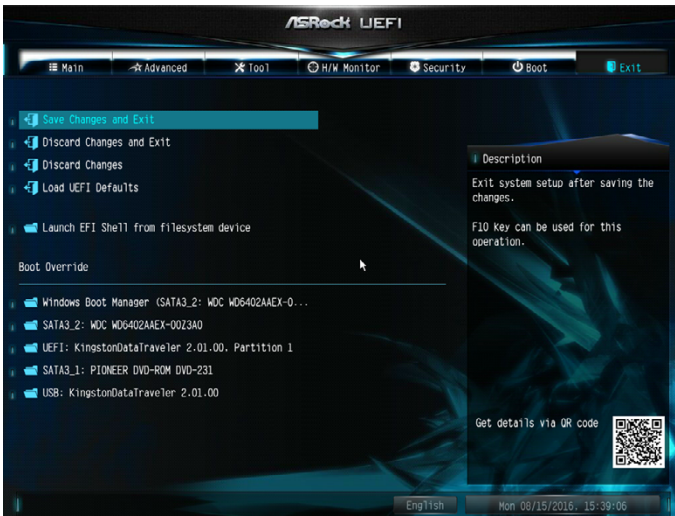 ASRock UEFI
Main Advanced Tool H/W Monitor Security Boot Exit
Save Changes and Exit
Discard Changes and Exit
Discard Changes
Load UEFI Defaults
Launch EFI Shell from filesystem device
Boot Override
Windows Boot Manager (SATA3_2: WDC WD6402AAEX-0...
SATA3_2: WDC WD6402AAEX-00Z3A0
UEFI: KingstonDataTraveler 2.01.00. Partition 1
SATA3_1: PIONEER DVD-ROM DVD-231
USB: KingstonDataTraveler 2.01.00
Description
Exit system setup after saving the
changes.
F10 Key can be used for this
operation.
Get details via QR code
English
Mon 08/15/2016. 15:39:06